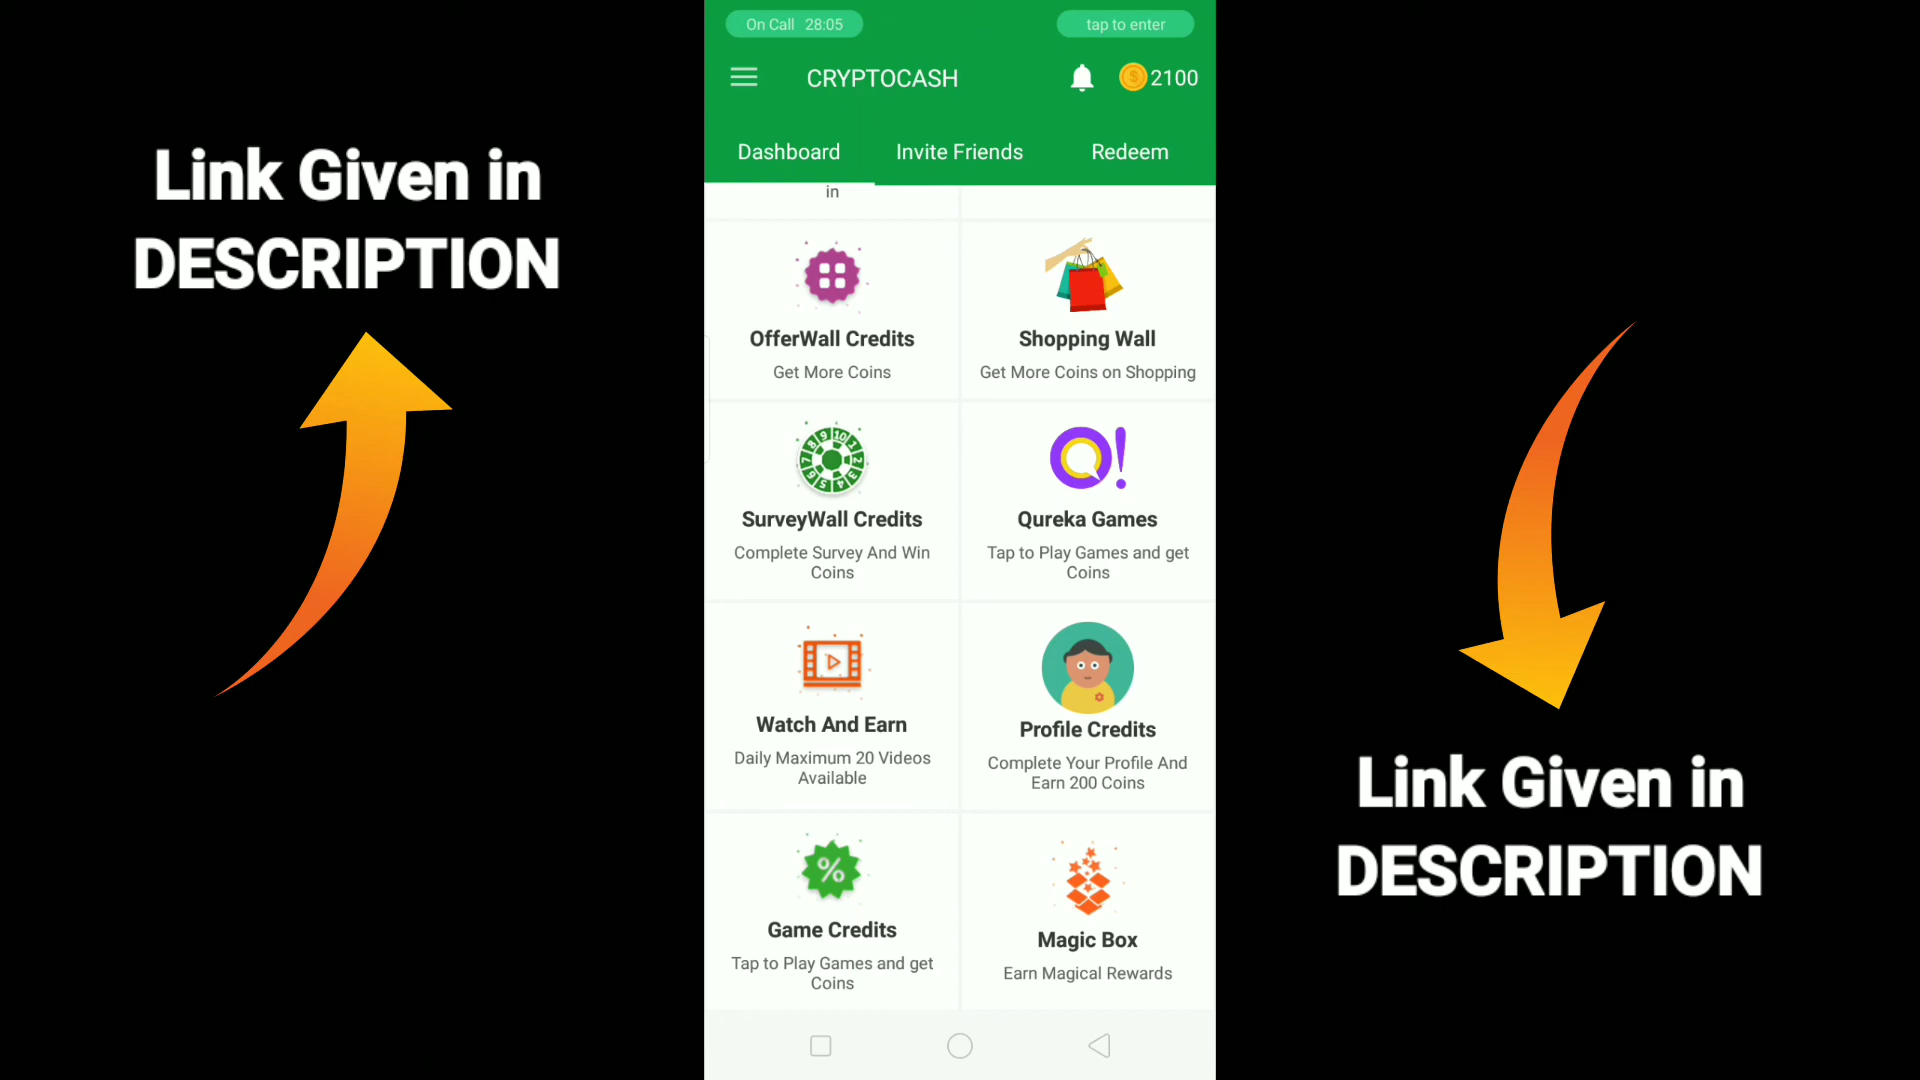 Link Given in
DESCRIPTION
On Call 28:05
tap to enter
CRYPTOCASH
2100
Dashboard
Invite Friends
Redeem
in
OfferWall Credits
Get More Coins
Shopping Wall
Get More Coins on Shopping
SurveyWall Credits
Complete Survey And Win
Coins
Qureka Games
Tap to Play Games and get
Coins
Watch And Earn
Daily Maximum 20 Videos
Available
Profile Credits
Complete Your Profile And
Earn 200 Coins
Game Credits
Tap to Play Games and get
Coins
Magic Box
Earn Magical Rewards
Link Given in
DESCRIPTION